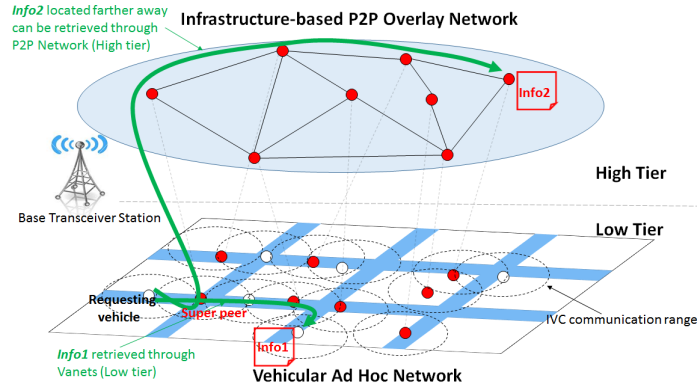 Info2 located farther away
can be retrieved through
P2P Network (High tier)
Infrastructure-based P2P Overlay Network
Info2
High Tier
Base Transceiver Station
Low Tier
Requesting
vehicle
Super peer
IVC communication range
Info1
Info1 retrieved through
Vanets (Low tier)
Vehicular Ad Hoc Network